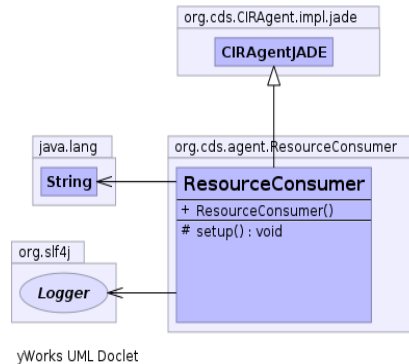 org.cds.CIRAgent.impl.jade
CIRAgentJADE
java.lang
String
org.cds.agent.ResourceConsumer
ResourceConsumer
+ ResourceConsumer()
# setup() : void
org.slf4j
Logger
yWorks UML Doclet